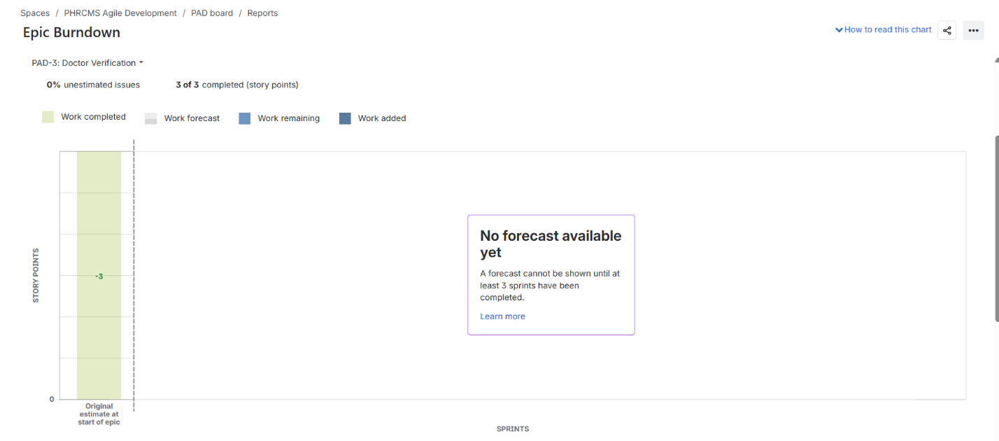 Spaces / PHRCMS Agile Development / PAD board / Reports
Epic Burndown
How to read this chart
PAD-3: Doctor Verification
0% unestimated issues 3 of 3 completed (story points)
Work completed Work forecast Work remaining Work added
STORY POINTS
-3
0
Original
estimate at
start of epic
No forecast available
yet
A forecast cannot be shown until at
least 3 sprints have been
completed.
Learn more
SPRINTS